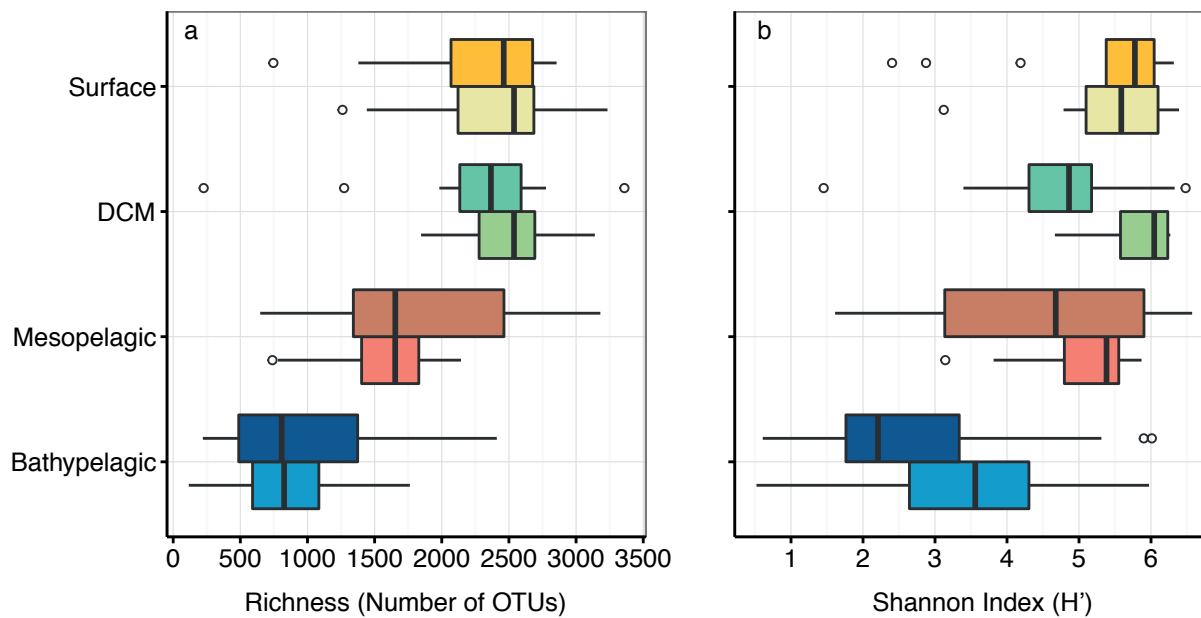 a
b
Surface
DCM
Mesopelagic
Bathypelagic
0 500 1000 1500 2000 2500 3000 3500
1 2 3 4 5 6
Richness (Number of OTUs)
Shannon Index (H’)